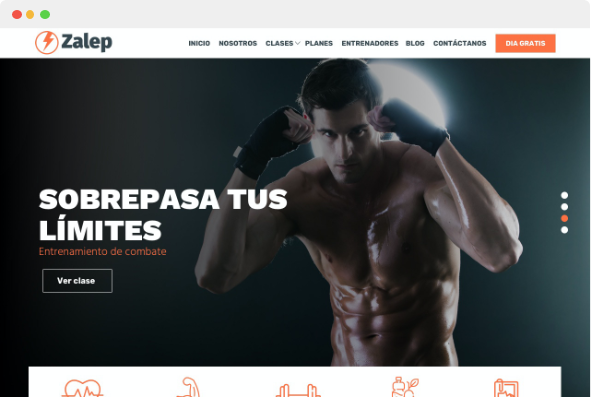 Zalep
INICIO NOSOTROS CLASES PLANES ENTRENADORES BLOG CONTÁCTANOS DIA GRATIS
SOBREPASA TUS
LÍMITES
Entrenamiento de combate
Ver clase